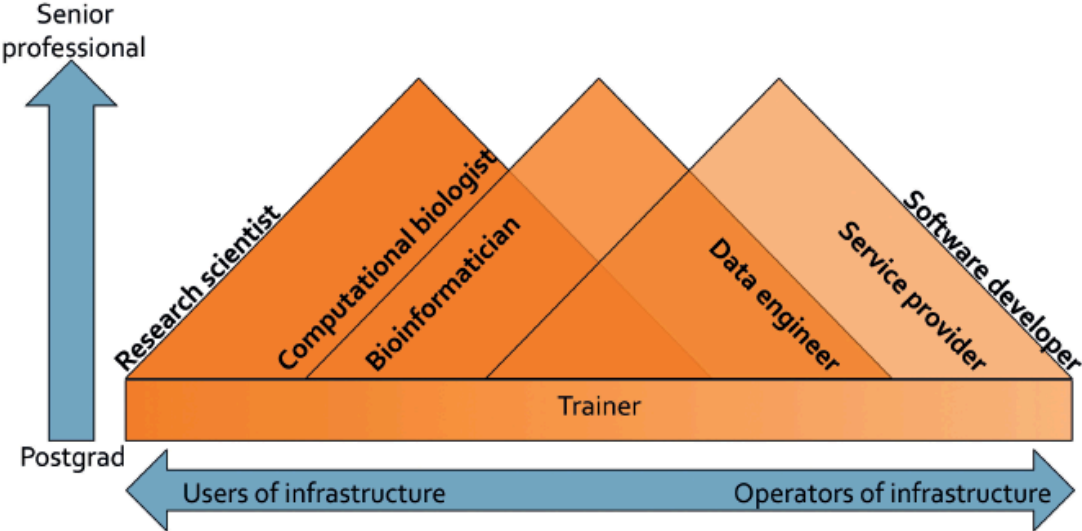 Senior
professional
Research scientist
Computational biologist
Bioinformatician
Data engineer
Service provider
Software developer
Trainer
Postgrad
Users of infrastructure
Operators of infrastructure